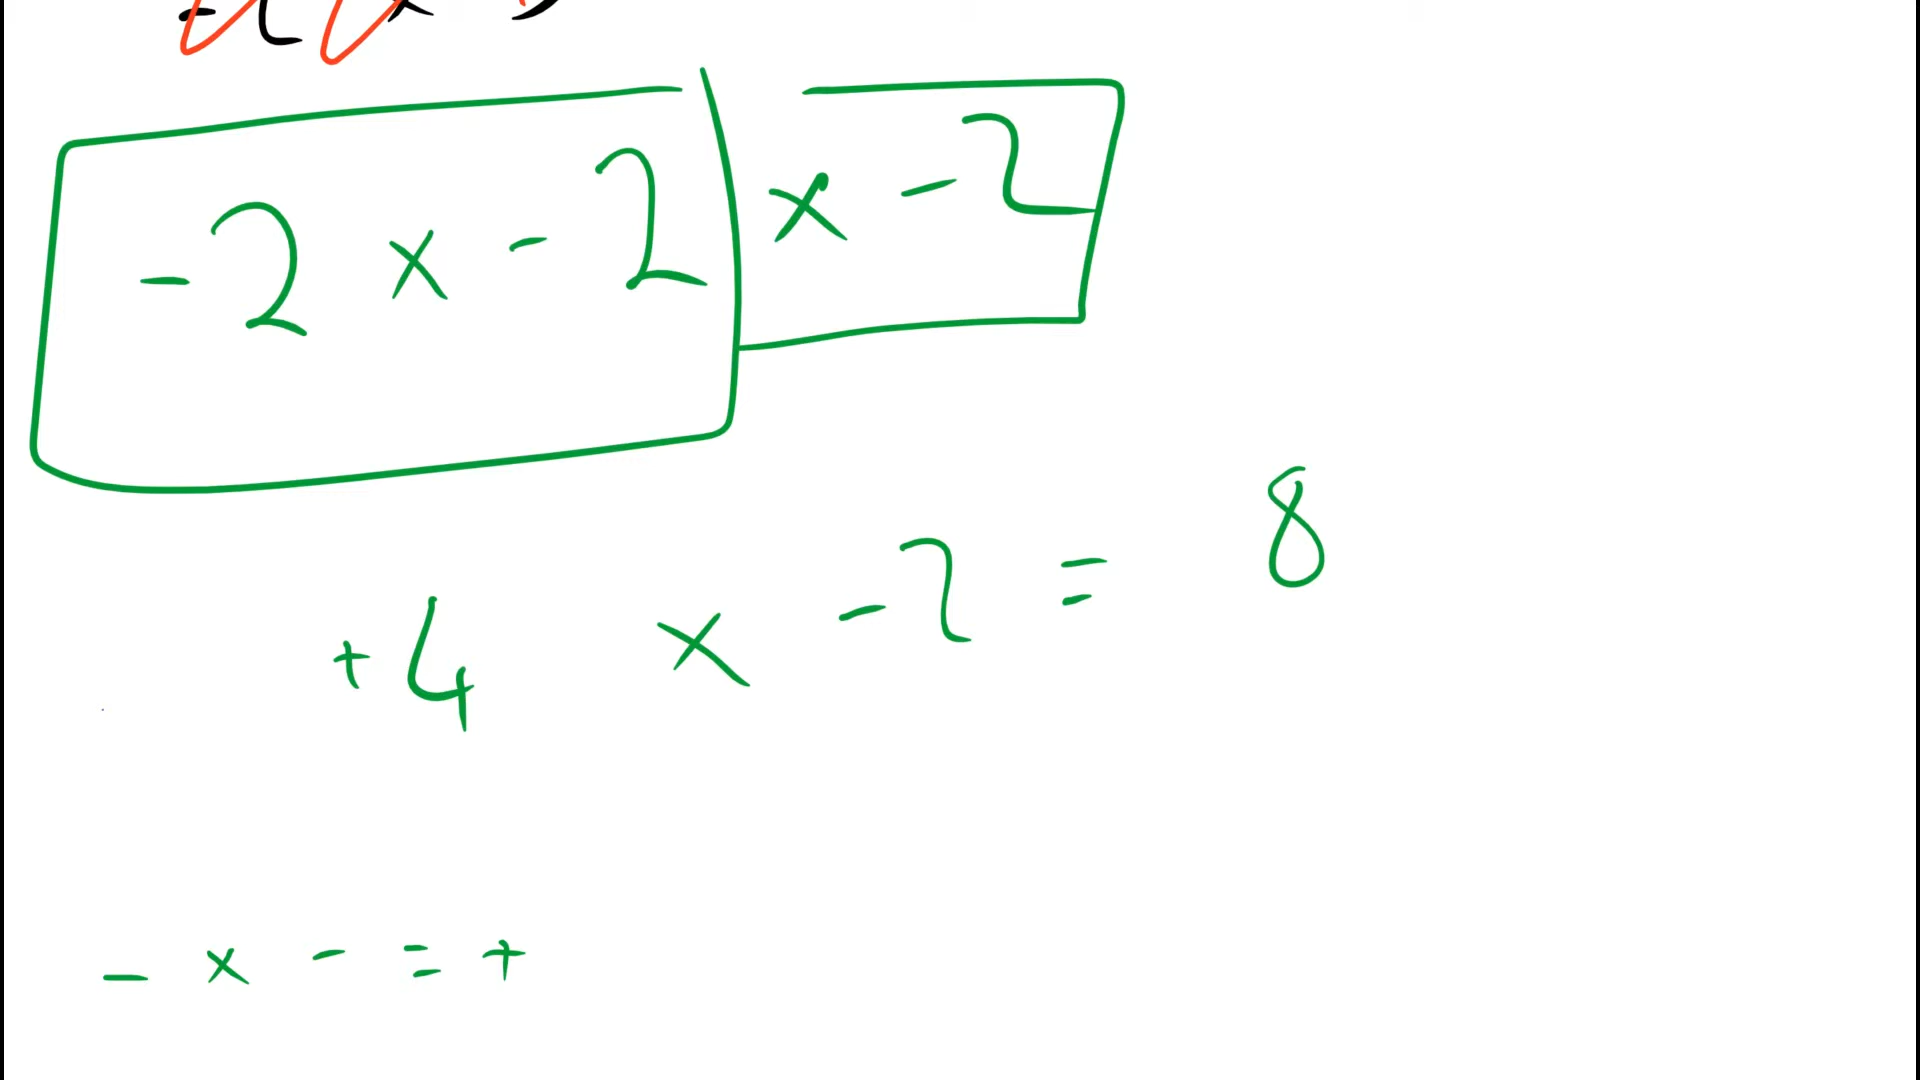 -2 x -2 x -2
+4 x -2 = 8
- x - = +